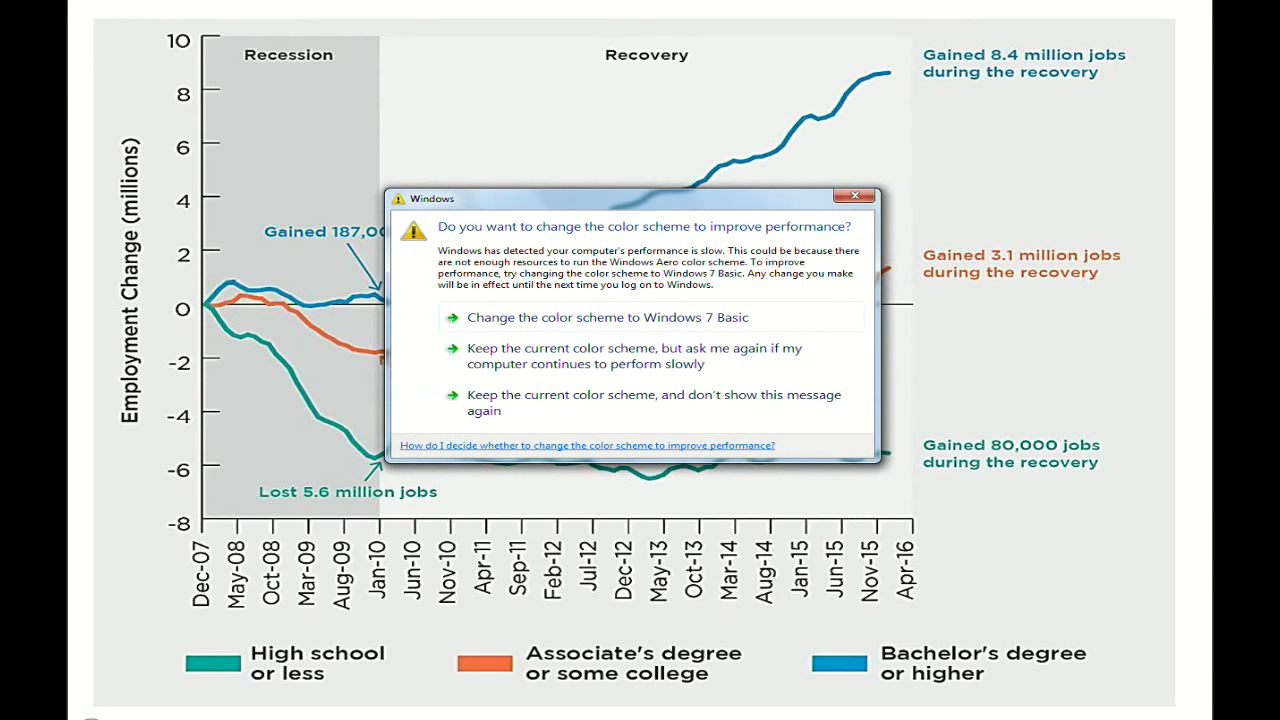 10
Recession
Recovery
Gained 8.4 million jobs
during the recovery
8
6
4
2
0
-2
-4
-6
-8
Employment Change (millions)
Gained 187,00
Lost 5.6 million jobs
Windows
Do you want to change the color scheme to improve performance?
Windows has detected your computer's performance is slow. This could be because there
are not enough resources to run the Windows Aero color scheme. To improve
performance, try changing the color scheme to Windows 7 Basic. Any change you make
will be in effect until the next time you log on to Windows.
Change the color scheme to Windows 7 Basic
Keep the current color scheme, but ask me again if my
computer continues to perform slowly
Keep the current color scheme, and don't show this message
again
How do I decide whether to change the color scheme to improve performance?
Gained 3.1 million jobs
during the recovery
Gained 80,000 jobs
during the recovery
Dec-07
May-08
Oct-08
Mar-09
Aug-09
Jan-10
Jun-10
Nov-10
Apr-11
Sep-11
Feb-12
Jul-12
Dec-12
May-13
Oct-13
Mar-14
Aug-14
Jan-15
Jun-15
Nov-15
Apr-16
High school
or less
Associate's degree
or some college
Bachelor's degree
or higher